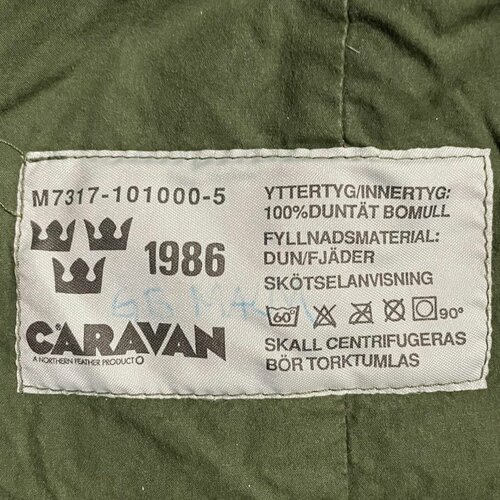 M7317-101000-5
1986
CARAVAN
A NORTHERN FEATHER PRODUCT
YTTERTYG/INNERTYG:
100%DUNTÄT BOMULL
FYLLNADSMATERIAL:
DUN/FJÄDER
SKÖTSELANVISNING
60° 90°
SKALL CENTRIFUGERAS
BÖR TORKTUMLAS